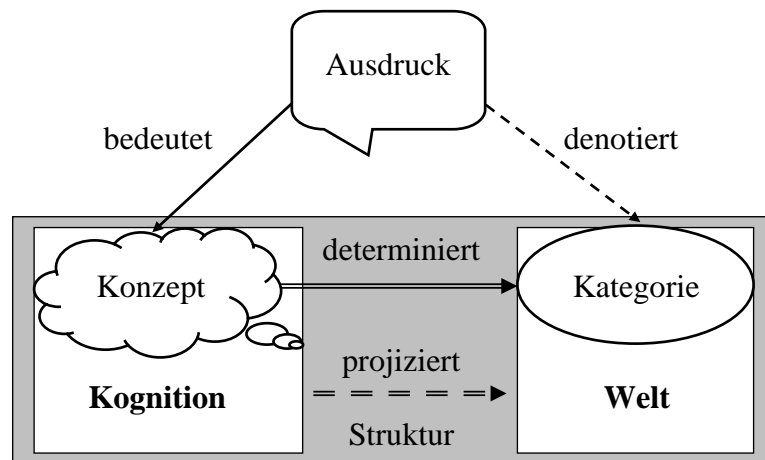 Ausdruck
bedeutet
denotiert
determiniert
Konzept
Kategorie
projiziert
Kognition
Welt
Struktur